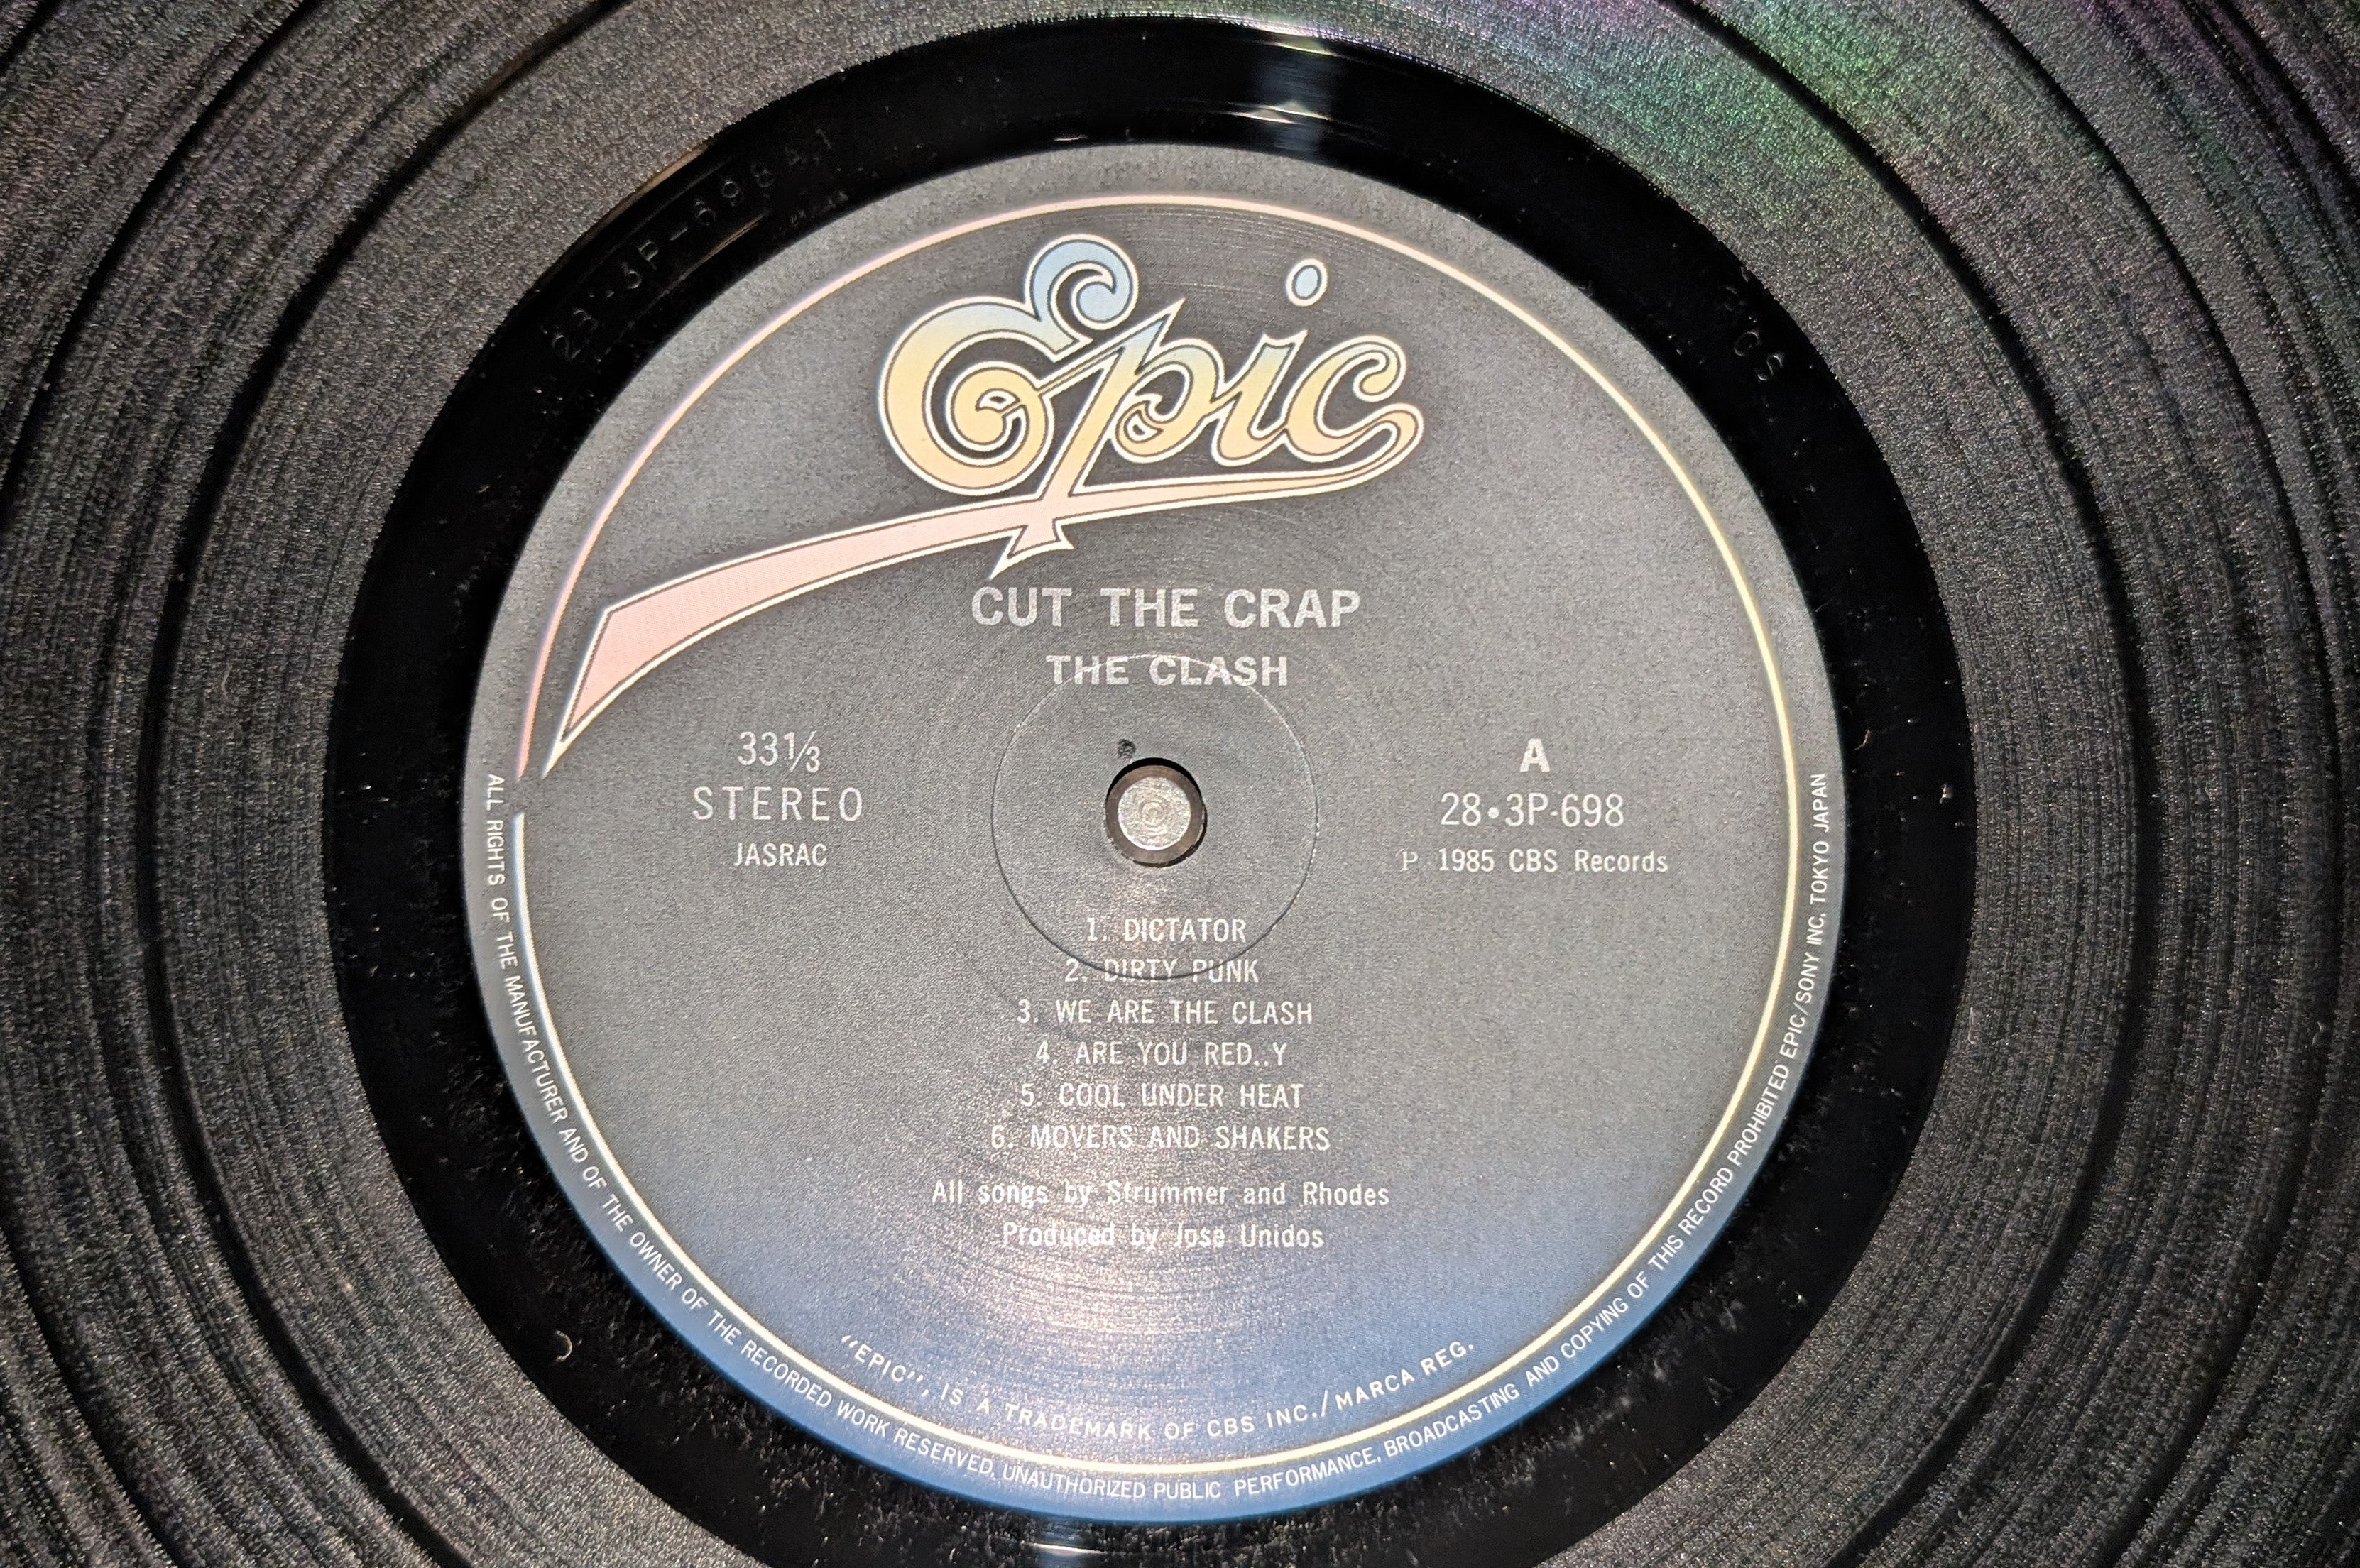 Epic
CUT THE CRAP
THE CLASH
33⅓
STEREO
JASRAC
A
28•3P-698
P 1985 CBS Records
1. DICTATOR
2. DIRTY PUNK
3. WE ARE THE CLASH
4. ARE YOU RED..Y
5. COOL UNDER HEAT
6. MOVERS AND SHAKERS
All songs by Strummer and Rhodes
Produced by Jose Unidos
"EPIC", IS A TRADEMARK OF CBS INC./MARCA REG.
ALL RIGHTS OF THE MANUFACTURER AND OF THE OWNER OF THE RECORDED WORK RESERVED. UNAUTHORIZED PUBLIC PERFORMANCE, BROADCASTING AND COPYING OF THIS RECORD PROHIBITED EPIC/SONY INC. TOKYO JAPAN